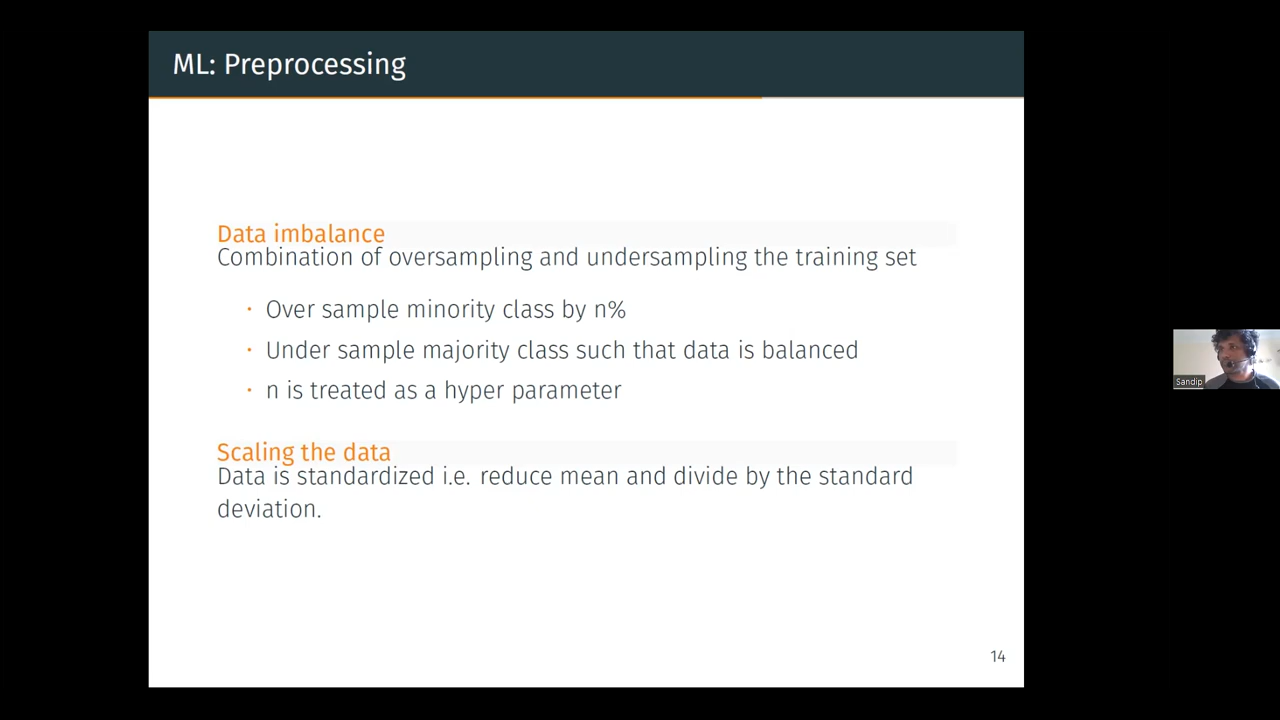 ML: Preprocessing
Data imbalance
Combination of oversampling and undersampling the training set
· Over sample minority class by n%
· Under sample majority class such that data is balanced
· n is treated as a hyper parameter
Scaling the data
Data is standardized i.e. reduce mean and divide by the standard
deviation.
14
Sandip